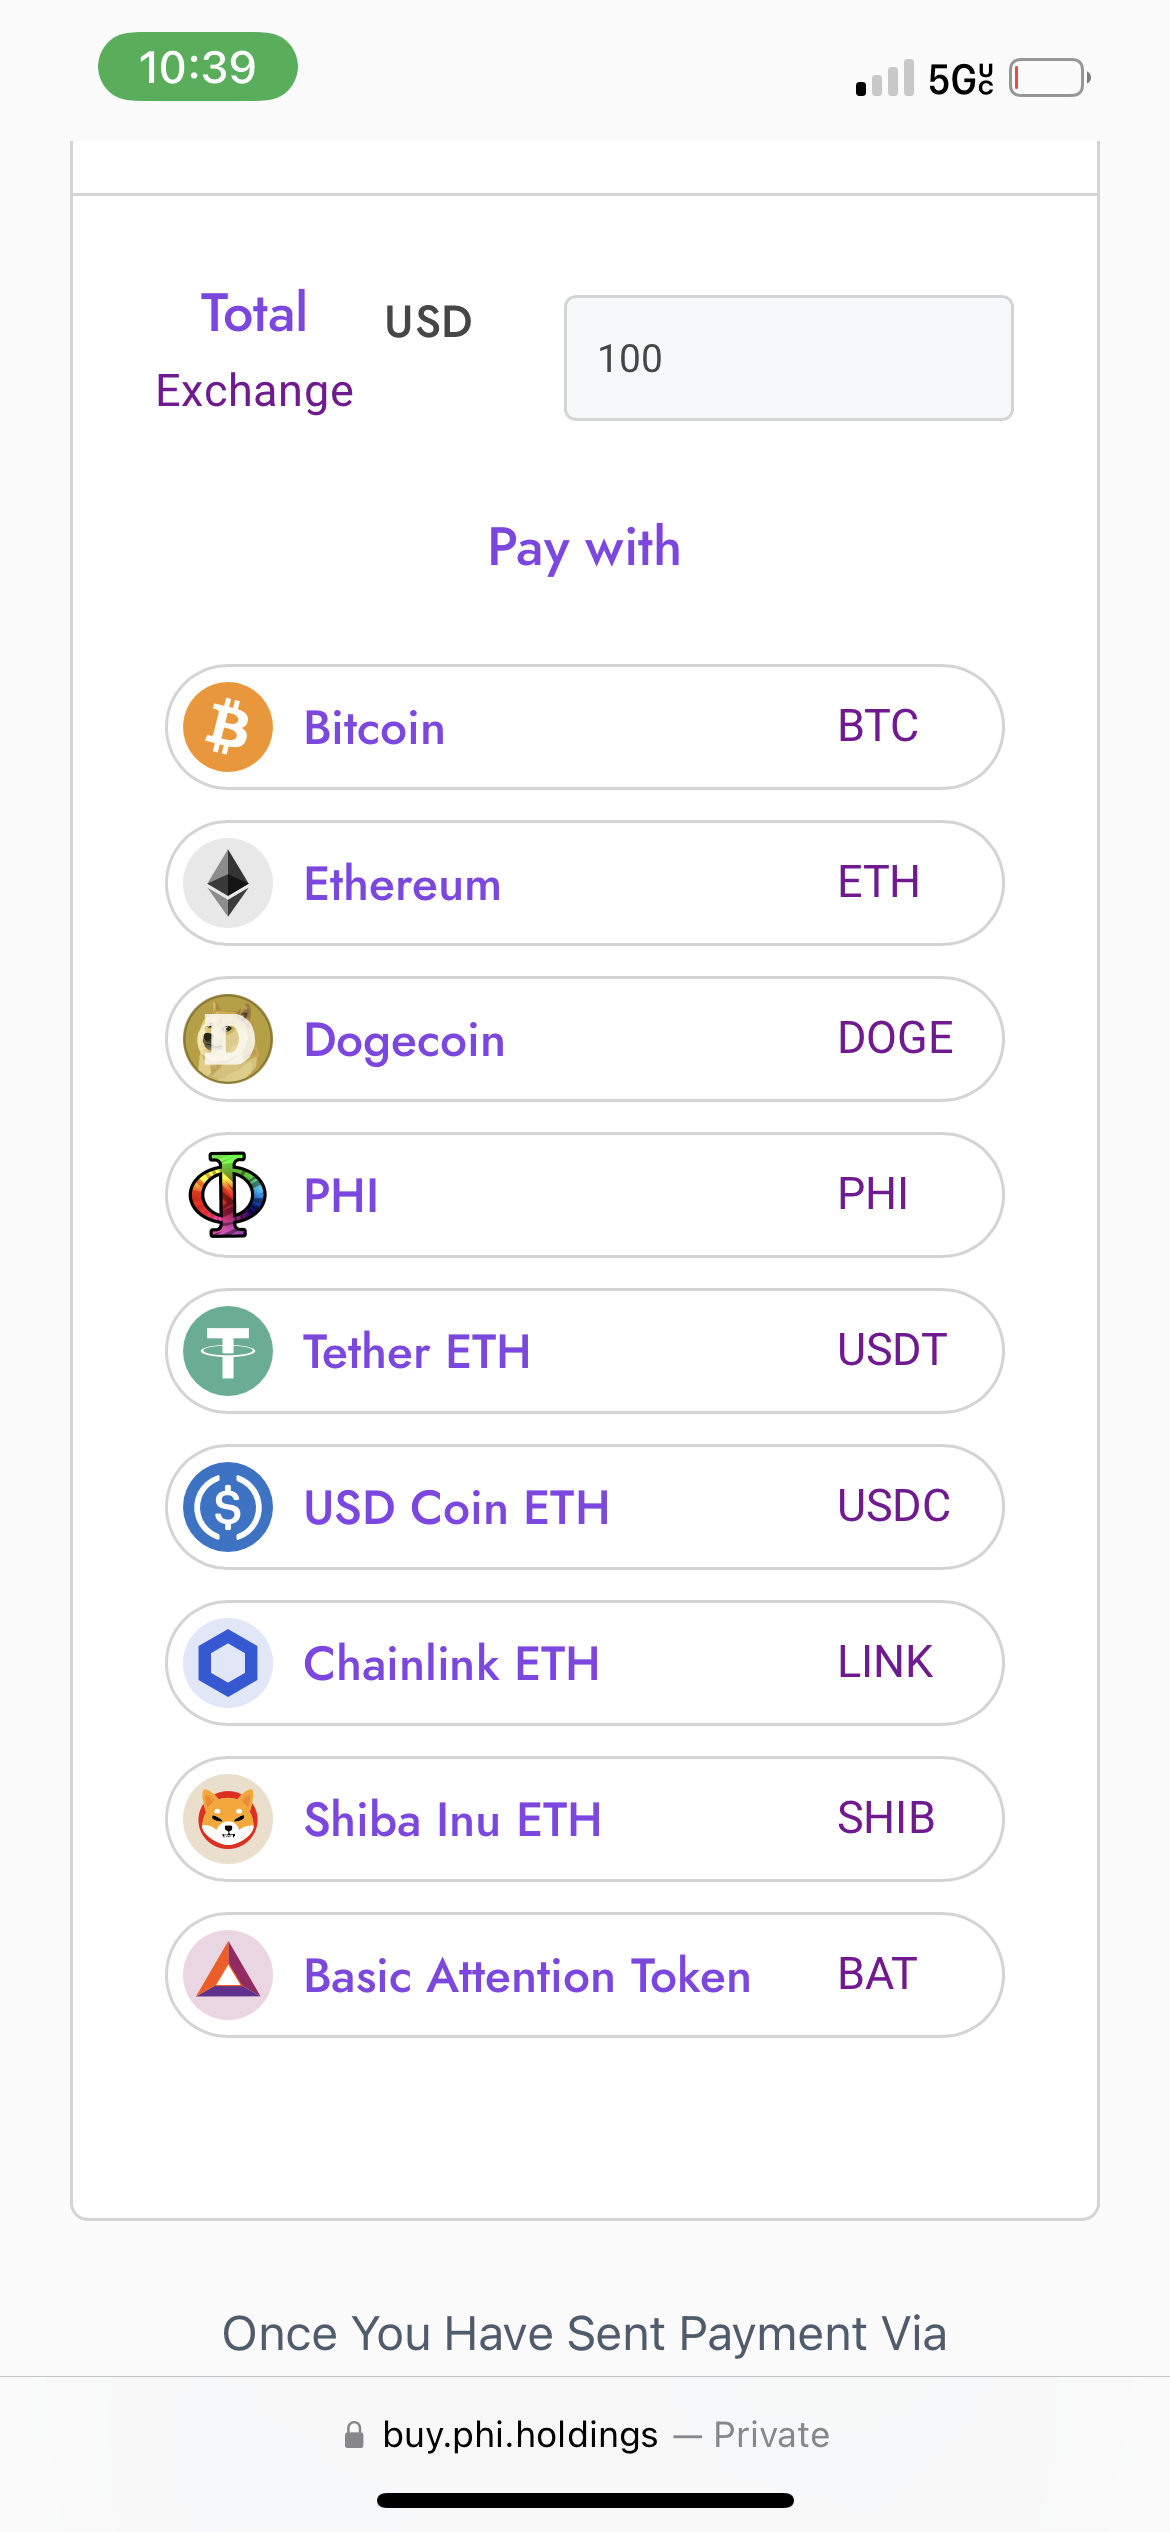 10:39
5G UC
Total USD
Exchange
100
Pay with
Bitcoin BTC
Ethereum ETH
Dogecoin DOGE
PHI PHI
Tether ETH USDT
USD Coin ETH USDC
Chainlink ETH LINK
Shiba Inu ETH SHIB
Basic Attention Token BAT
Once You Have Sent Payment Via
buy.phi.holdings — Private